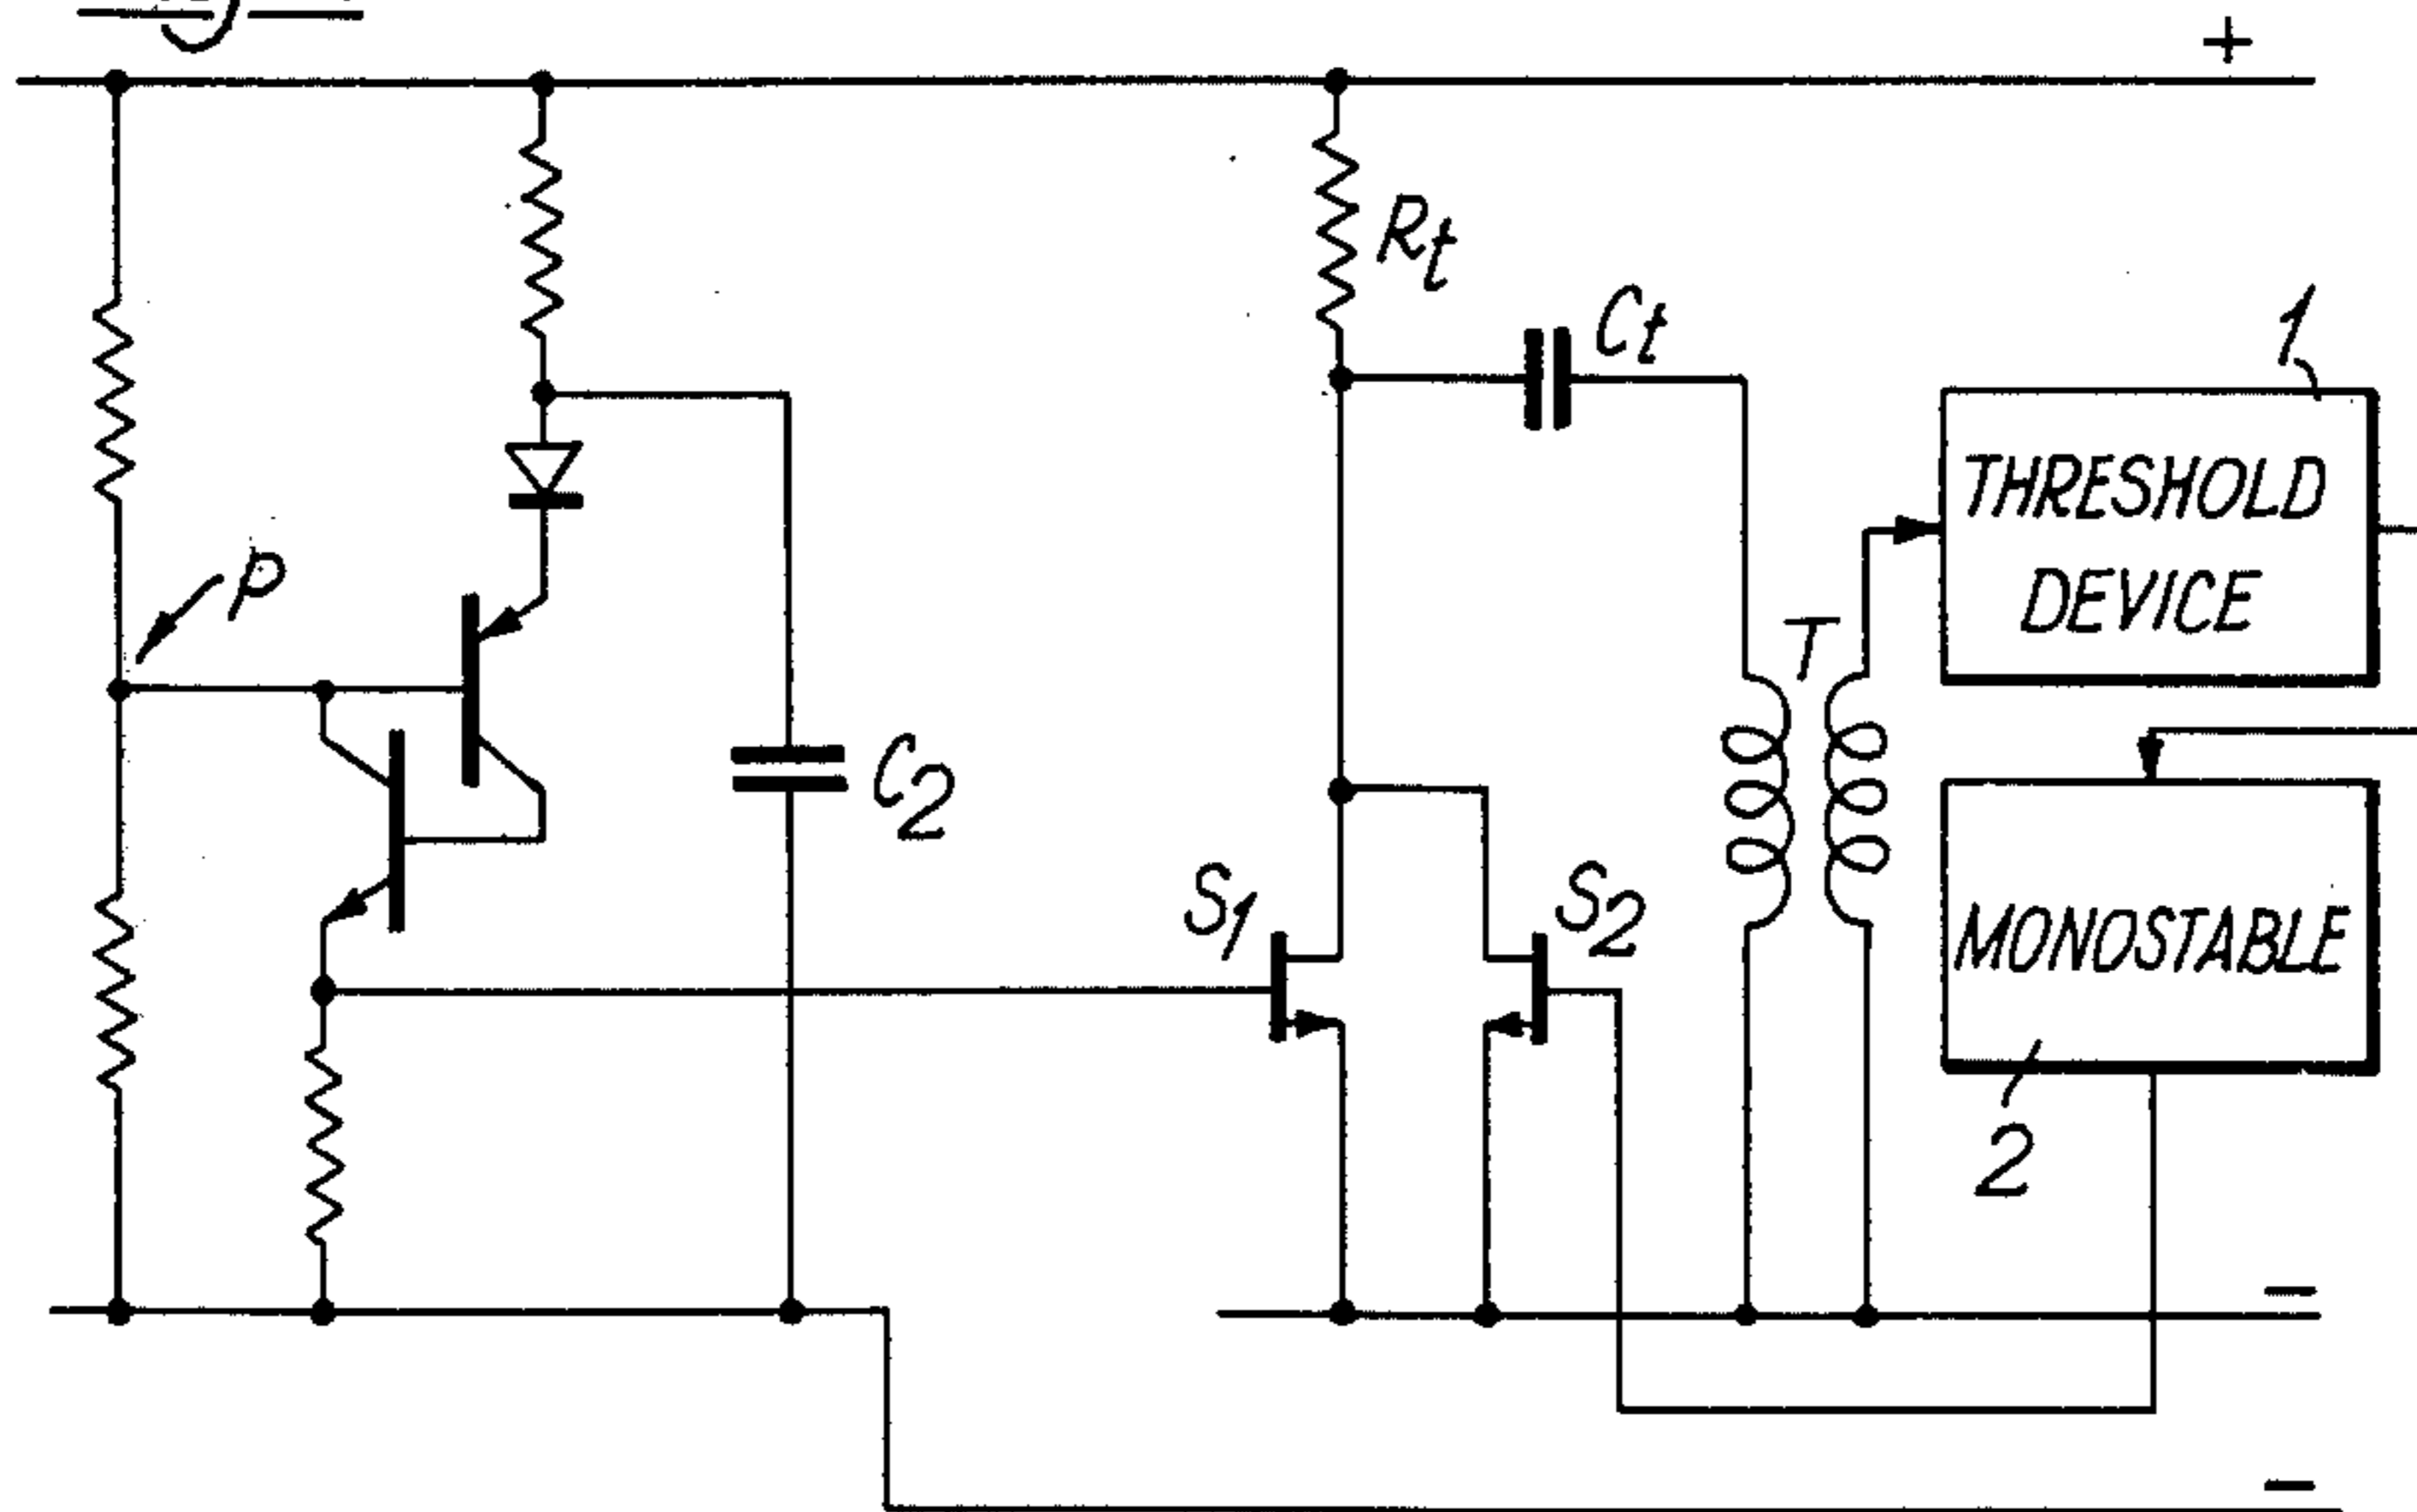 +
Rt
Ct
1
THRESHOLD
DEVICE
P
T
C2
S1
S2
MONOSTABLE
2
−
−